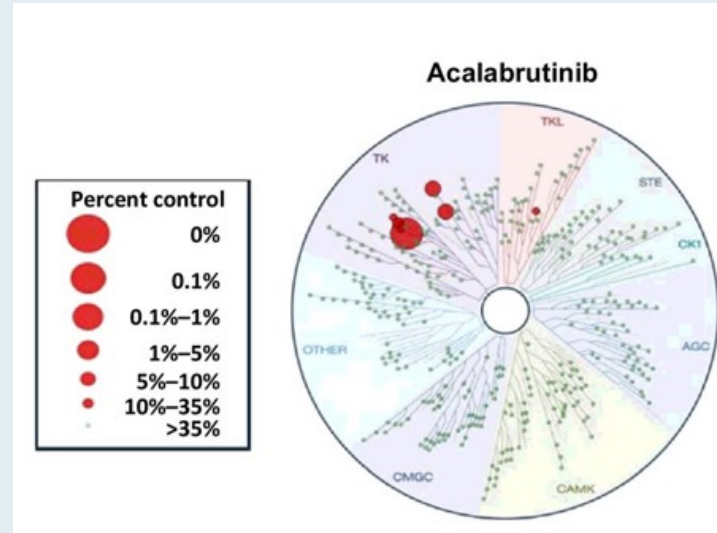 Acalabrutinib
Percent control
0%
0.1%
0.1%–1%
1%–5%
5%–10%
10%–35%
>35%
TK
TKL
STE
CK1
AGC
CAMK
CMGC
OTHER